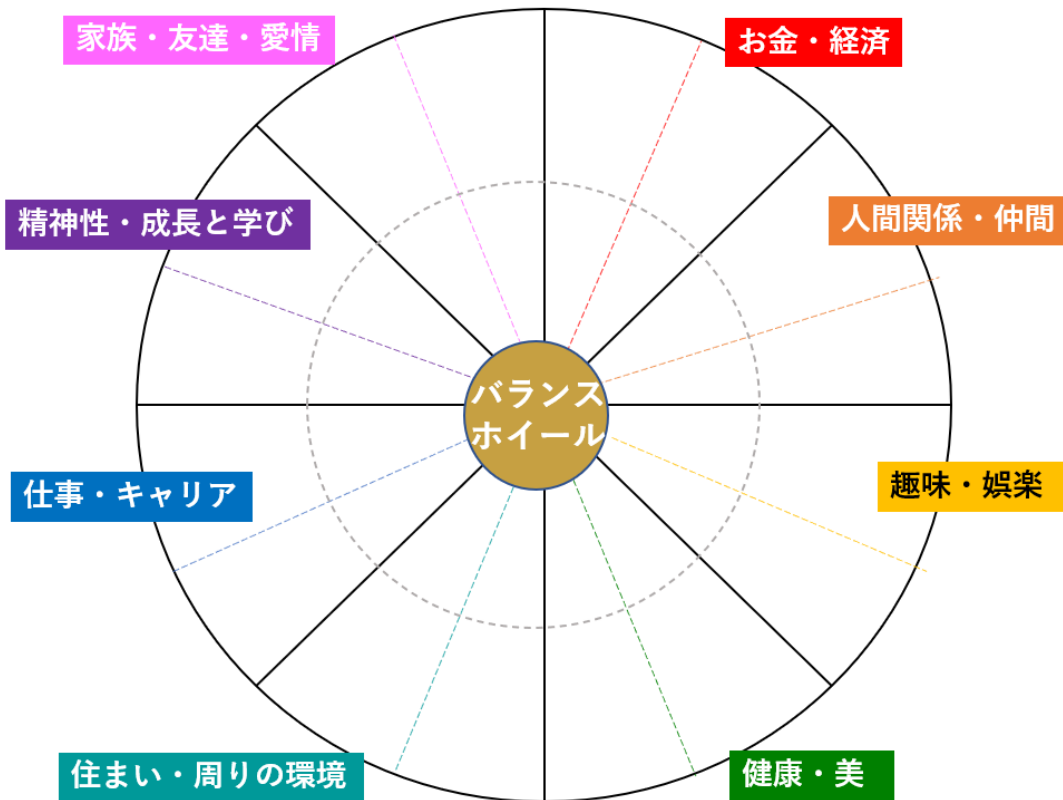 家族・友達・愛情
お金・経済
精神性・成長と学び
人間関係・仲間
バランス
ホイール
仕事・キャリア
趣味・娯楽
住まい・周りの環境
健康・美